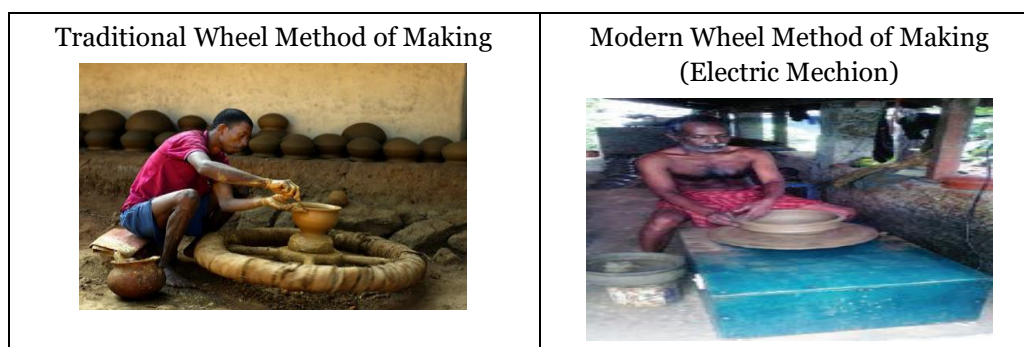 Traditional Wheel Method of Making
Modern Wheel Method of Making
(Electric Mechion)